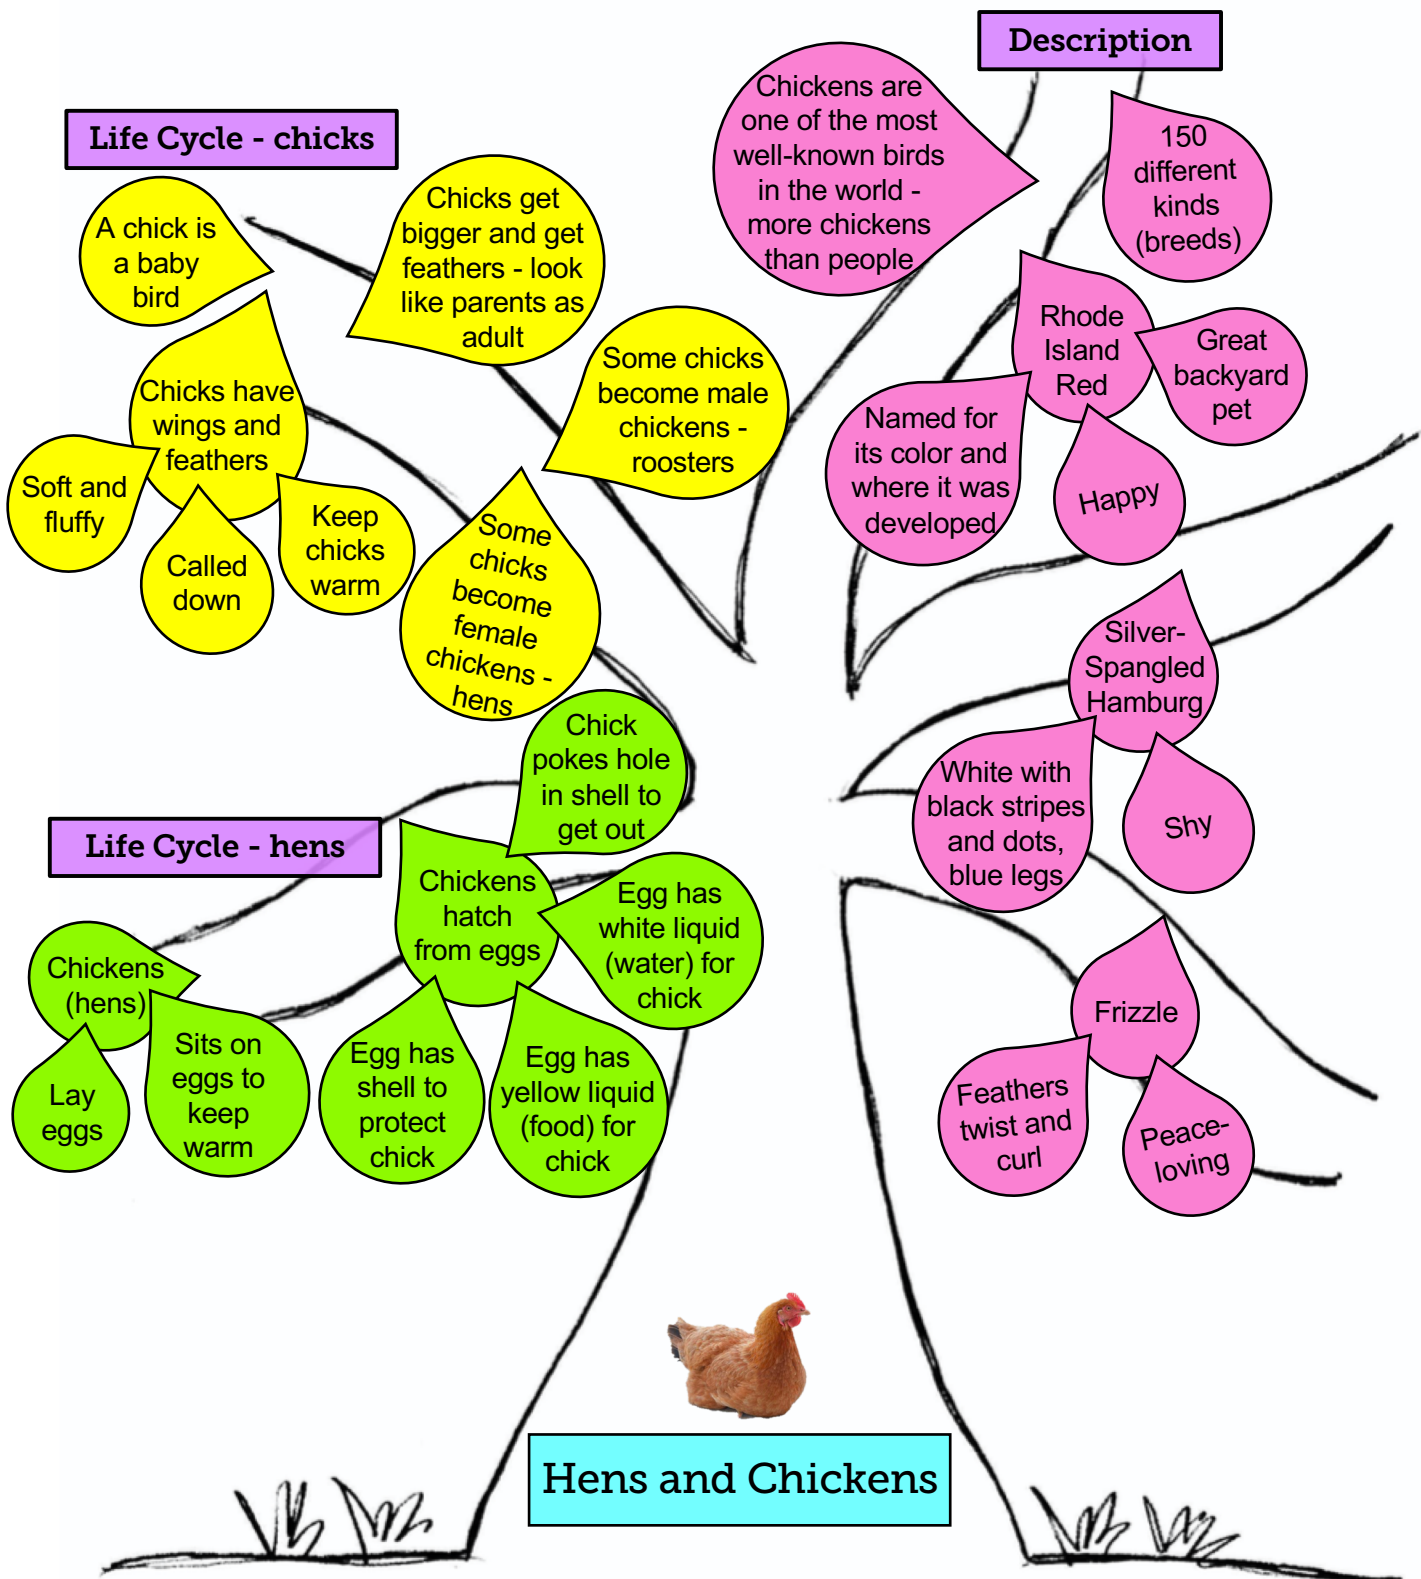 Description
Life Cycle - chicks
A chick is
a baby
bird
Chicks get
bigger and get
feathers - look
like parents as
adult
Chicks have
wings and
feathers
Soft and
fluffy
Called
down
Keep
chicks
warm
Some chicks
become male
chickens -
roosters
Some
chicks
become
female
chickens -
hens
Chickens are
one of the most
well-known birds
in the world -
more chickens
than people
150
different
kinds
(breeds)
Rhode
Island
Red
Great
backyard
pet
Named for
its color and
where it was
developed
Happy
Silver-
Spangled
Hamburg
White with
black stripes
and dots,
blue legs
Shy
Frizzle
Feathers
twist and
curl
Peace-
loving
Life Cycle - hens
Chick
pokes hole
in shell to
get out
Chickens
hatch
from eggs
Egg has
white liquid
(water) for
chick
Chickens
(hens)
Lay
eggs
Sits on
eggs to
keep
warm
Egg has
shell to
protect
chick
Egg has
yellow liquid
(food) for
chick
Hens and Chickens